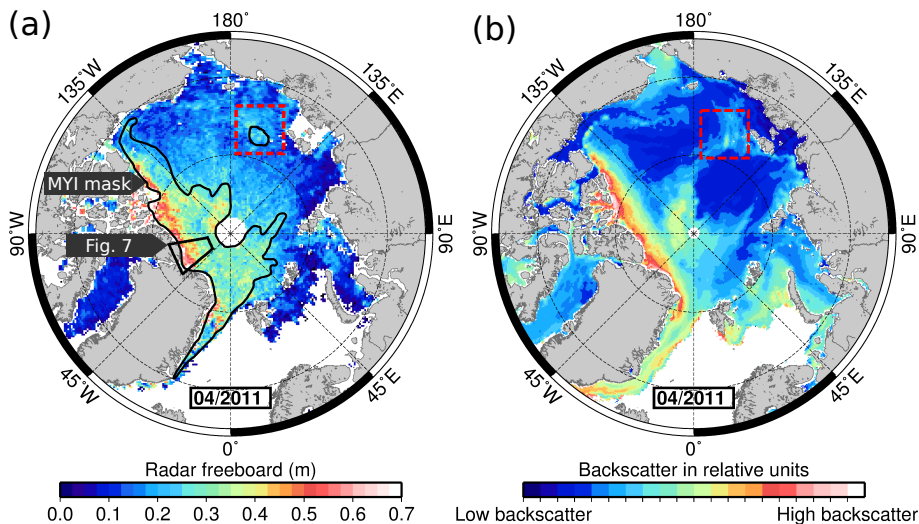 (a)
(b)
180°
135°W
135°E
90°W
90°E
45°W
45°E
0°
MYI mask
Fig. 7
04/2011
Radar freeboard (m)
0.0 0.1 0.2 0.3 0.4 0.5 0.6 0.7
180°
135°W
135°E
90°W
90°E
45°W
45°E
0°
04/2011
Backscatter in relative units
Low backscatter High backscatter